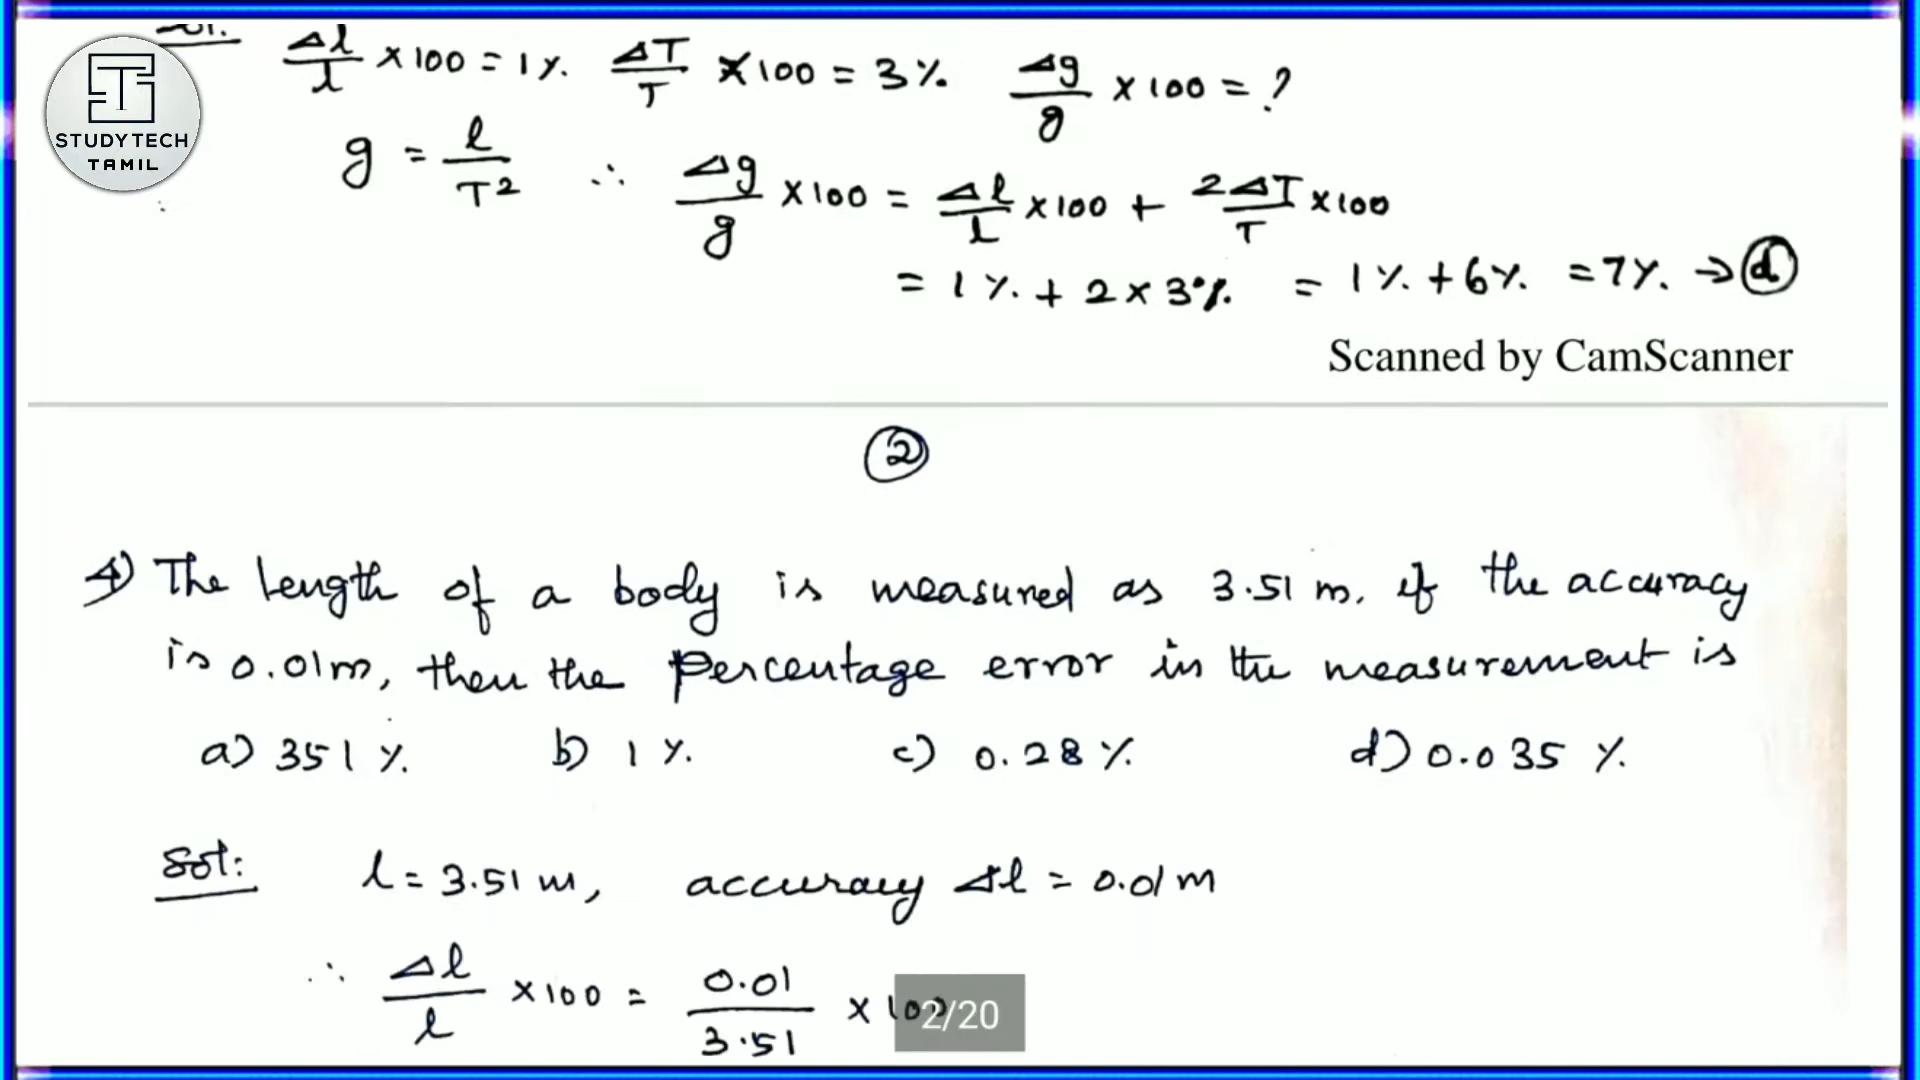 Δl/l × 100 = 1 %. ΔT/T × 100 = 3 %. Δg/g × 100 = ?
STUDYTECH
TAMIL
g = l/T² ∴ Δg/g × 100 = Δl/l × 100 + 2ΔT/T × 100
= 1 % + 2 × 3 % = 1 % + 6 % = 7 %. → (d)
Scanned by CamScanner
2
4) The length of a body is measured as 3.51 m. if the accuracy
is 0.01m, then the percentage error in the measurement is
a) 351 % b) 1 % c) 0.28 % d) 0.035 %
Sol: l = 3.51 m, accuracy Δl = 0.01 m
∴ Δl/l × 100 = 0.01/3.51 × 100
2/20